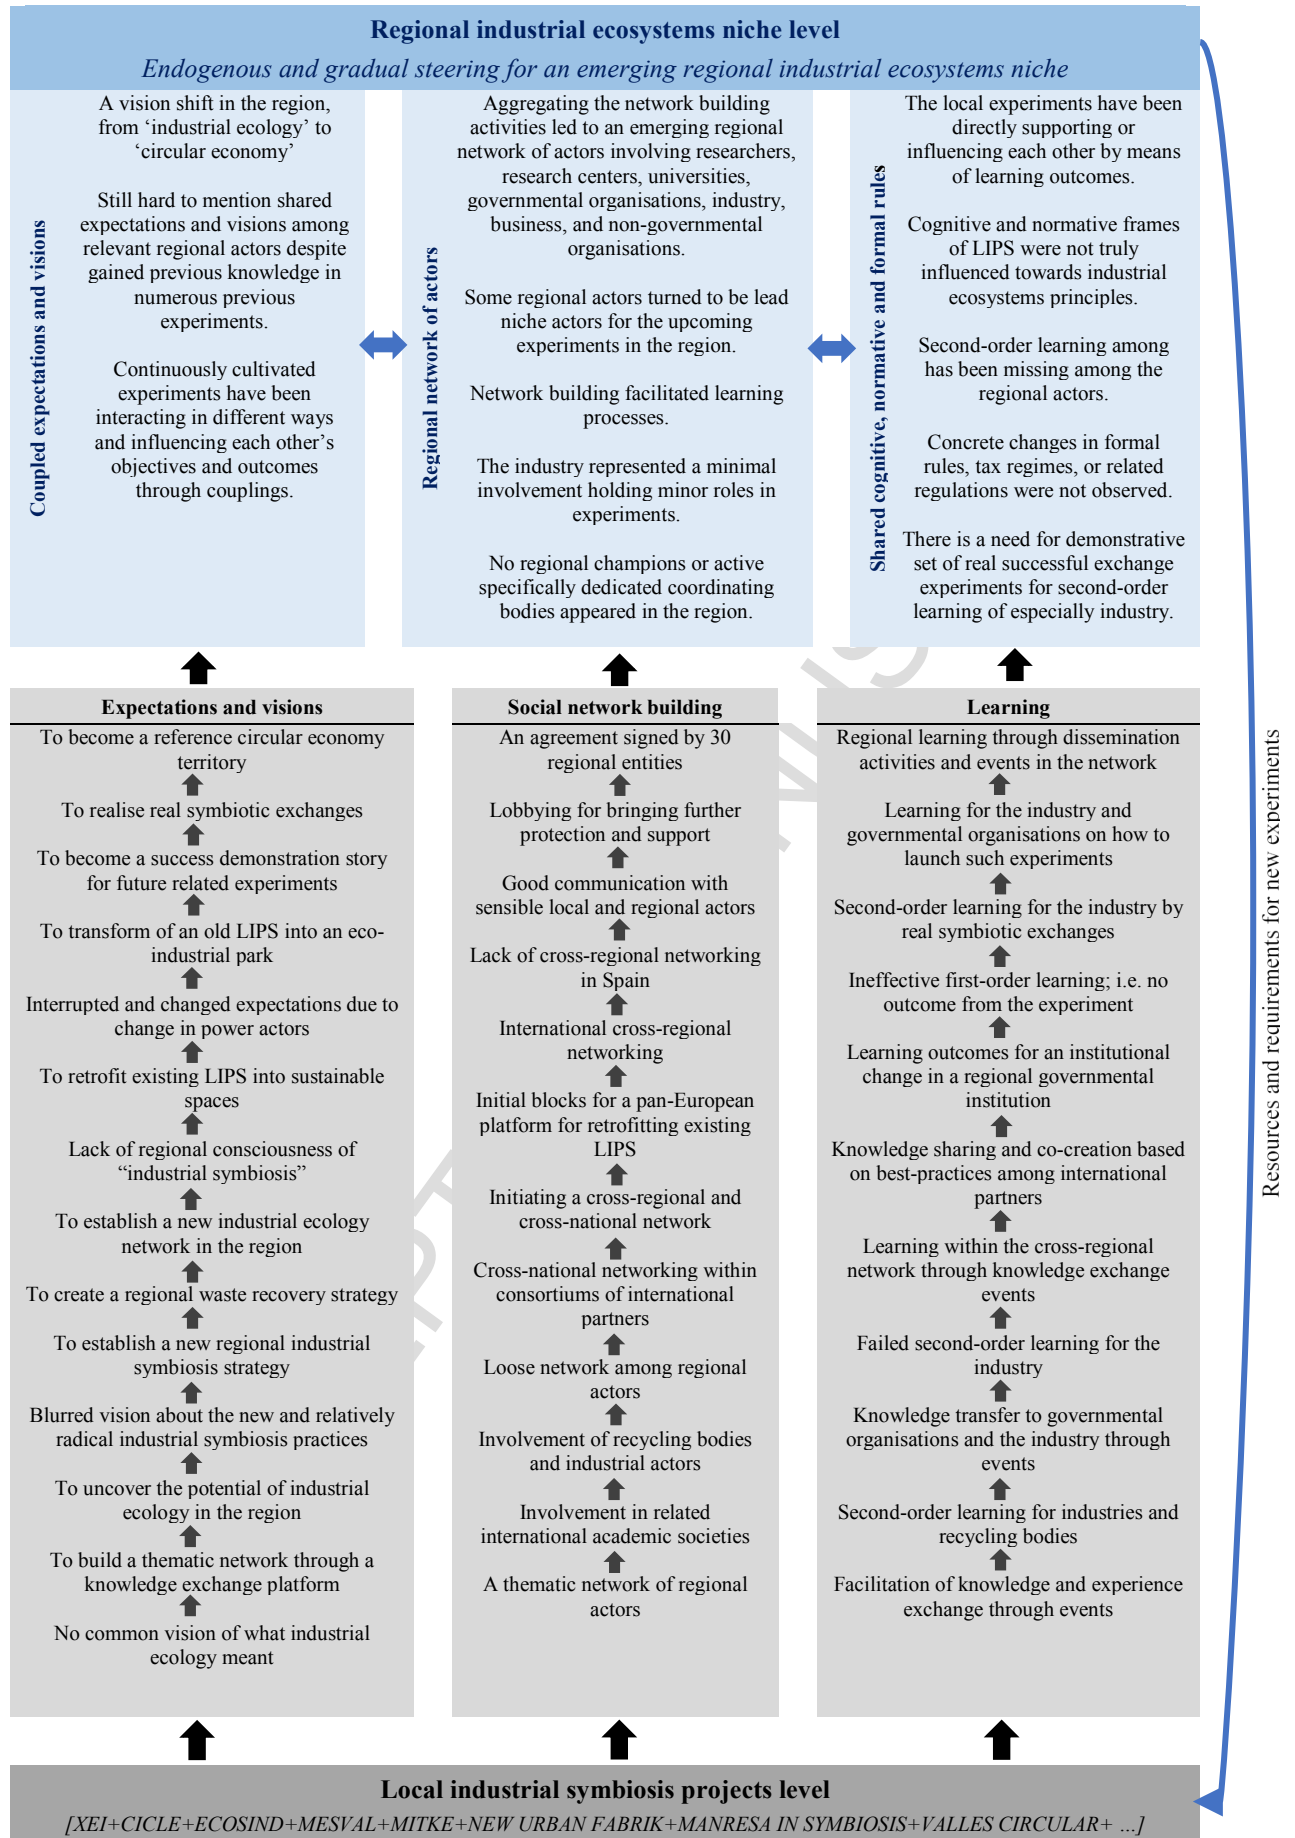 Regional industrial ecosystems niche level
Endogenous and gradual steering for an emerging regional industrial ecosystems niche
Coupled expectations and visions
A vision shift in the region,
from ‘industrial ecology’ to
‘circular economy’
Still hard to mention shared
expectations and visions among
relevant regional actors despite
gained previous knowledge in
numerous previous
experiments.
Continuously cultivated
experiments have been
interacting in different ways
and influencing each other’s
objectives and outcomes
through couplings.
Regional network of actors
Aggregating the network building
activities led to an emerging regional
network of actors involving researchers,
research centers, universities,
governmental organisations, industry,
business, and non-governmental
organisations.
Some regional actors turned to be lead
niche actors for the upcoming
experiments in the region.
Network building facilitated learning
processes.
The industry represented a minimal
involvement holding minor roles in
experiments.
No regional champions or active
specifically dedicated coordinating
bodies appeared in the region.
Shared cognitive, normative and formal rules
The local experiments have been
directly supporting or
influencing each other by means
of learning outcomes.
Cognitive and normative frames
of LIPS were not truly
influenced towards industrial
ecosystems principles.
Second-order learning among
has been missing among the
regional actors.
Concrete changes in formal
rules, tax regimes, or related
regulations were not observed.
There is a need for demonstrative
set of real successful exchange
experiments for second-order
learning of especially industry.
Expectations and visions
To become a reference circular economy
territory
To realise real symbiotic exchanges
To become a success demonstration story
for future related experiments
To transform of an old LIPS into an eco-
industrial park
Interrupted and changed expectations due to
change in power actors
To retrofit existing LIPS into sustainable
spaces
Lack of regional consciousness of
“industrial symbiosis”
To establish a new industrial ecology
network in the region
To create a regional waste recovery strategy
To establish a new regional industrial
symbiosis strategy
Blurred vision about the new and relatively
radical industrial symbiosis practices
To uncover the potential of industrial
ecology in the region
To build a thematic network through a
knowledge exchange platform
No common vision of what industrial
ecology meant
Social network building
An agreement signed by 30
regional entities
Lobbying for bringing further
protection and support
Good communication with
sensible local and regional actors
Lack of cross-regional networking
in Spain
International cross-regional
networking
Initial blocks for a pan-European
platform for retrofitting existing
LIPS
Initiating a cross-regional and
cross-national network
Cross-national networking within
consortiums of international
partners
Loose network among regional
actors
Involvement of recycling bodies
and industrial actors
Involvement in related
international academic societies
A thematic network of regional
actors
Learning
Regional learning through dissemination
activities and events in the network
Learning for the industry and
governmental organisations on how to
launch such experiments
Second-order learning for the industry by
real symbiotic exchanges
Ineffective first-order learning; i.e. no
outcome from the experiment
Learning outcomes for an institutional
change in a regional governmental
institution
Knowledge sharing and co-creation based
on best-practices among international
partners
Learning within the cross-regional
network through knowledge exchange
events
Failed second-order learning for the
industry
Knowledge transfer to governmental
organisations and the industry through
events
Second-order learning for industries and
recycling bodies
Facilitation of knowledge and experience
exchange through events
Resources and requirements for new experiments
Local industrial symbiosis projects level
[XEI+CICLE+ECOSIND+MESVAL+MITKE+NEW URBAN FABRIK+MANRESA IN SYMBIOSIS+VALLES CIRCULAR+ ...]